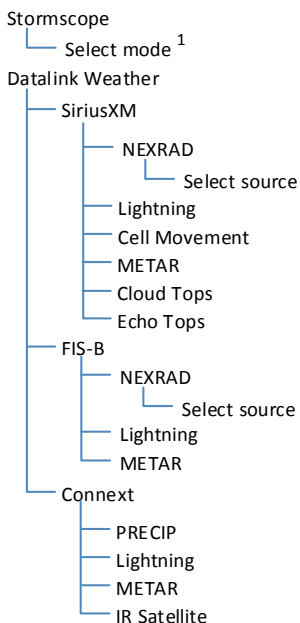 Stormscope
Select mode 1
Datalink Weather
SiriusXM
NEXRAD
Select source
Lightning
Cell Movement
METAR
Cloud Tops
Echo Tops
FIS-B
NEXRAD
Select source
Lightning
METAR
Connext
PRECIP
Lightning
METAR
IR Satellite